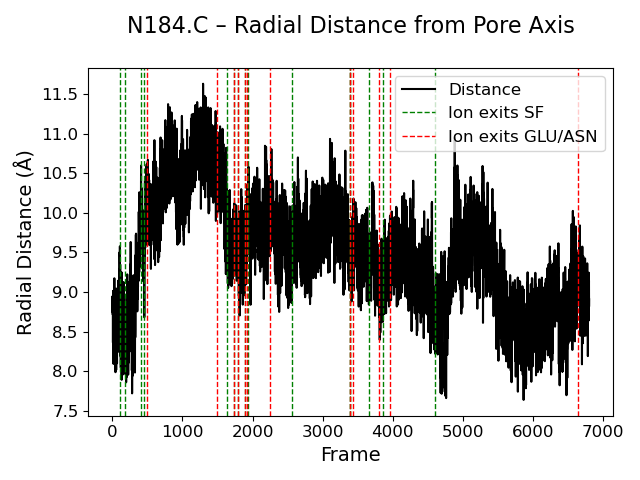 N184.C – Radial Distance from Pore Axis
Distance
Ion exits SF
Ion exits GLU/ASN
11.5
11.0
10.5
10.0
9.5
9.0
8.5
8.0
7.5
Radial Distance (Å)
0 1000 2000 3000 4000 5000 6000 7000
Frame